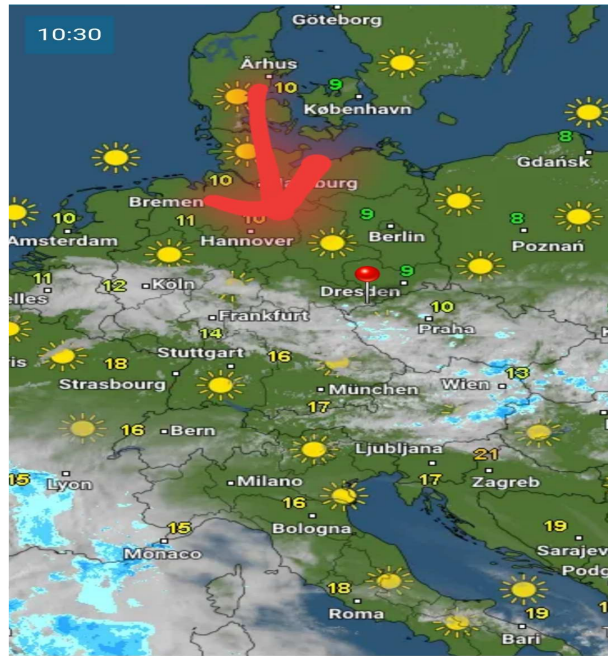 10:30
Göteborg
Århus
10
9
København
8
Gdańsk
10
Bremen
11
10
Hannover
9
Berlin
8
Poznań
10
Amsterdam
11
12
Köln
Dresden
9
10
Praha
Frankfurt
14
Stuttgart
16
18
Strasbourg
München
17
Wien
13
16
Bern
Ljubljana
21
17
Zagreb
15
Lyon
Milano
16
Bologna
15
Monaco
19
18
Roma
19
Bari